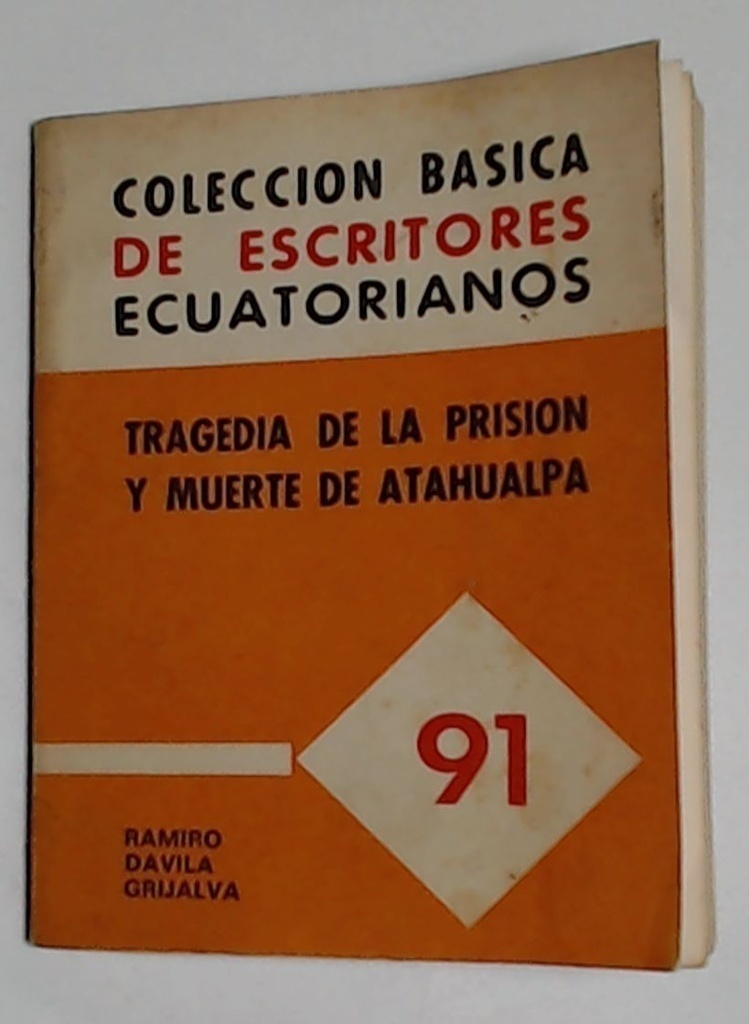 COLECCION BASICA
DE ESCRITORES
ECUATORIANOS
TRAGEDIA DE LA PRISION
Y MUERTE DE ATAHUALPA
91
RAMIRO
DAVILA
GRIJALVA